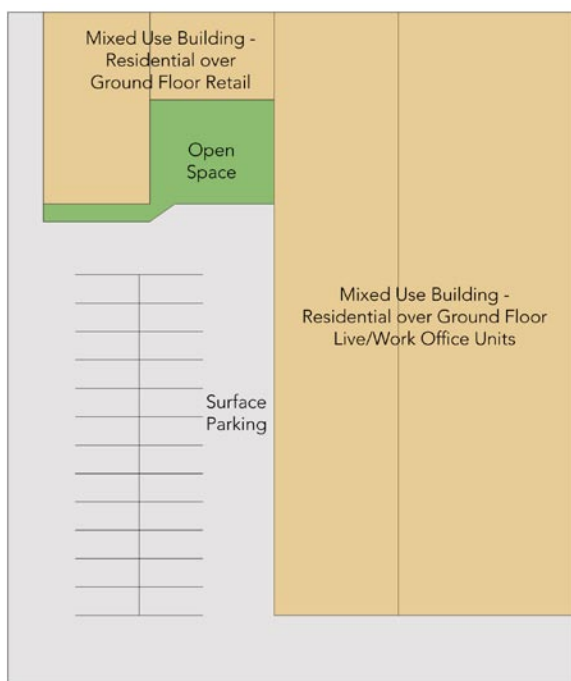 Mixed Use Building -
Residential over
Ground Floor Retail
Open
Space
Mixed Use Building -
Residential over Ground Floor
Live/Work Office Units
Surface
Parking